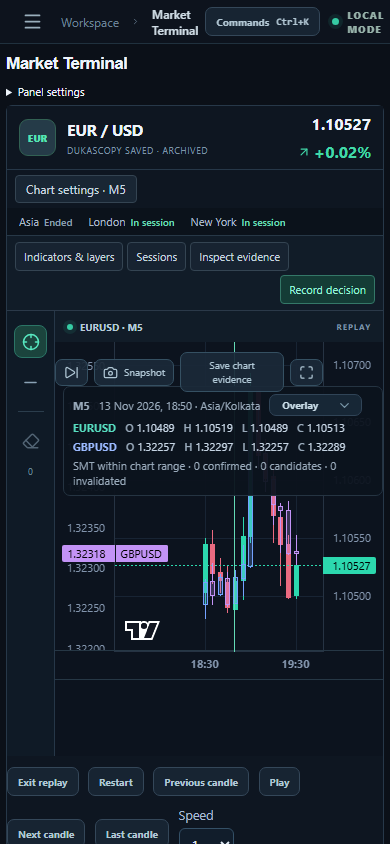 Workspace › Market Terminal Commands Ctrl+K LOCAL MODE
Market Terminal
Panel settings
EUR EUR / USD 1.10527
DUKASCOPY SAVED · ARCHIVED +0.02%
Chart settings · M5
Asia Ended London In session New York In session
Indicators & layers Sessions Inspect evidence
Record decision
EURUSD · M5 REPLAY
Snapshot Save chart evidence 1.10700
M5 13 Nov 2026, 18:50 · Asia/Kolkata Overlay
EURUSD O 1.10489 H 1.10519 L 1.10489 C 1.10513
GBPUSD O 1.32257 H 1.32297 L 1.32257 C 1.32289
SMT within chart range · 0 confirmed · 0 candidates · 0
invalidated
0
1.32350 1.10550
1.32318 GBPUSD 1.10527
1.32300
1.10500
1.32250
1.32200
18:30 19:30
Exit replay Restart Previous candle Play
Speed
Next candle Last candle